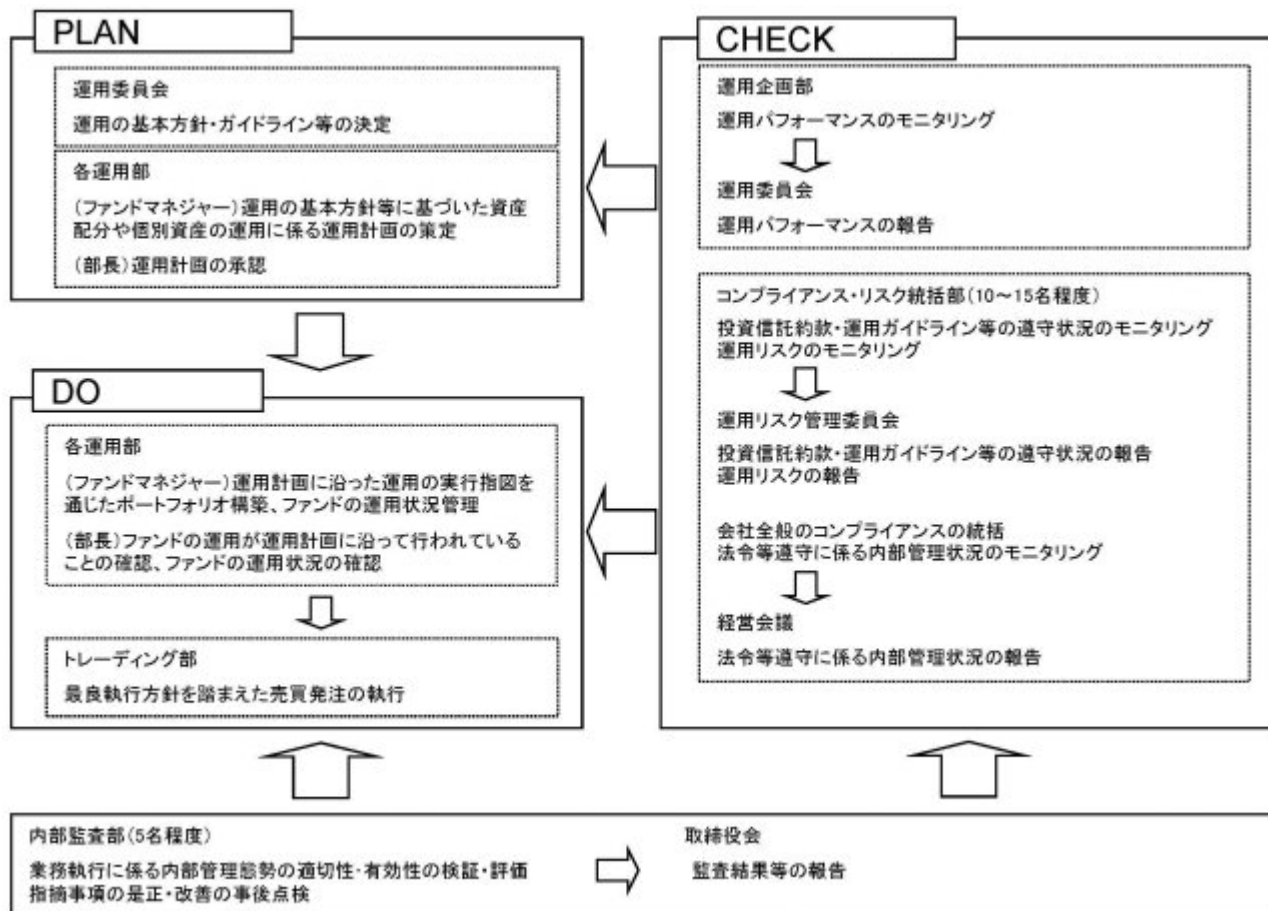 PLAN
運用委員会
運用の基本方針・ガイドライン等の決定
各運用部
(ファンドマネジャー)運用の基本方針等に基づいた資産
配分や個別資産の運用に係る運用計画の策定
(部長)運用計画の承認
DO
各運用部
(ファンドマネジャー)運用計画に沿った運用の実行指図を
通じたポートフォリオ構築、ファンドの運用状況管理
(部長)ファンドの運用が運用計画に沿って行われている
ことの確認、ファンドの運用状況の確認
トレーディング部
最良執行方針を踏まえた売買発注の執行
CHECK
運用企画部
運用パフォーマンスのモニタリング
運用委員会
運用パフォーマンスの報告
コンプライアンス・リスク統括部(10～15名程度)
投資信託約款・運用ガイドライン等の遵守状況のモニタリング
運用リスクのモニタリング
運用リスク管理委員会
投資信託約款・運用ガイドライン等の遵守状況の報告
運用リスクの報告
会社全般のコンプライアンスの統括
法令等遵守に係る内部管理状況のモニタリング
経営会議
法令等遵守に係る内部管理状況の報告
内部監査部(5名程度)
業務執行に係る内部管理態勢の適切性・有効性の検証・評価
指摘事項の是正・改善の事後点検
取締役会
監査結果等の報告